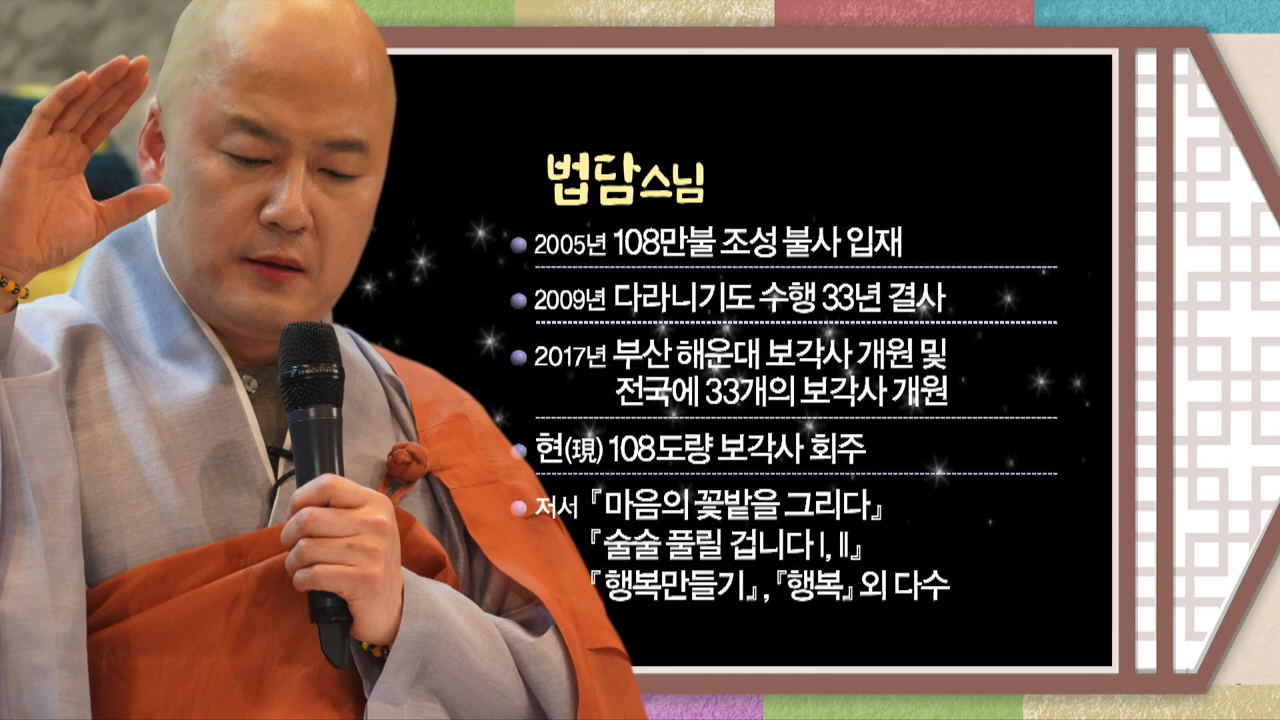 법담스님
2005년 108만불 조성 불사 입재
2009년 다라니기도 수행 33년 결사
2017년 부산 해운대 보각사 개원 및
전국에 33개의 보각사 개원
현(現) 108도량 보각사 회주
저서 『마음의 꽃밭을 그리다』
『술술 풀릴 겁니다 Ⅰ, Ⅱ』
『행복만들기』, 『행복』 외 다수